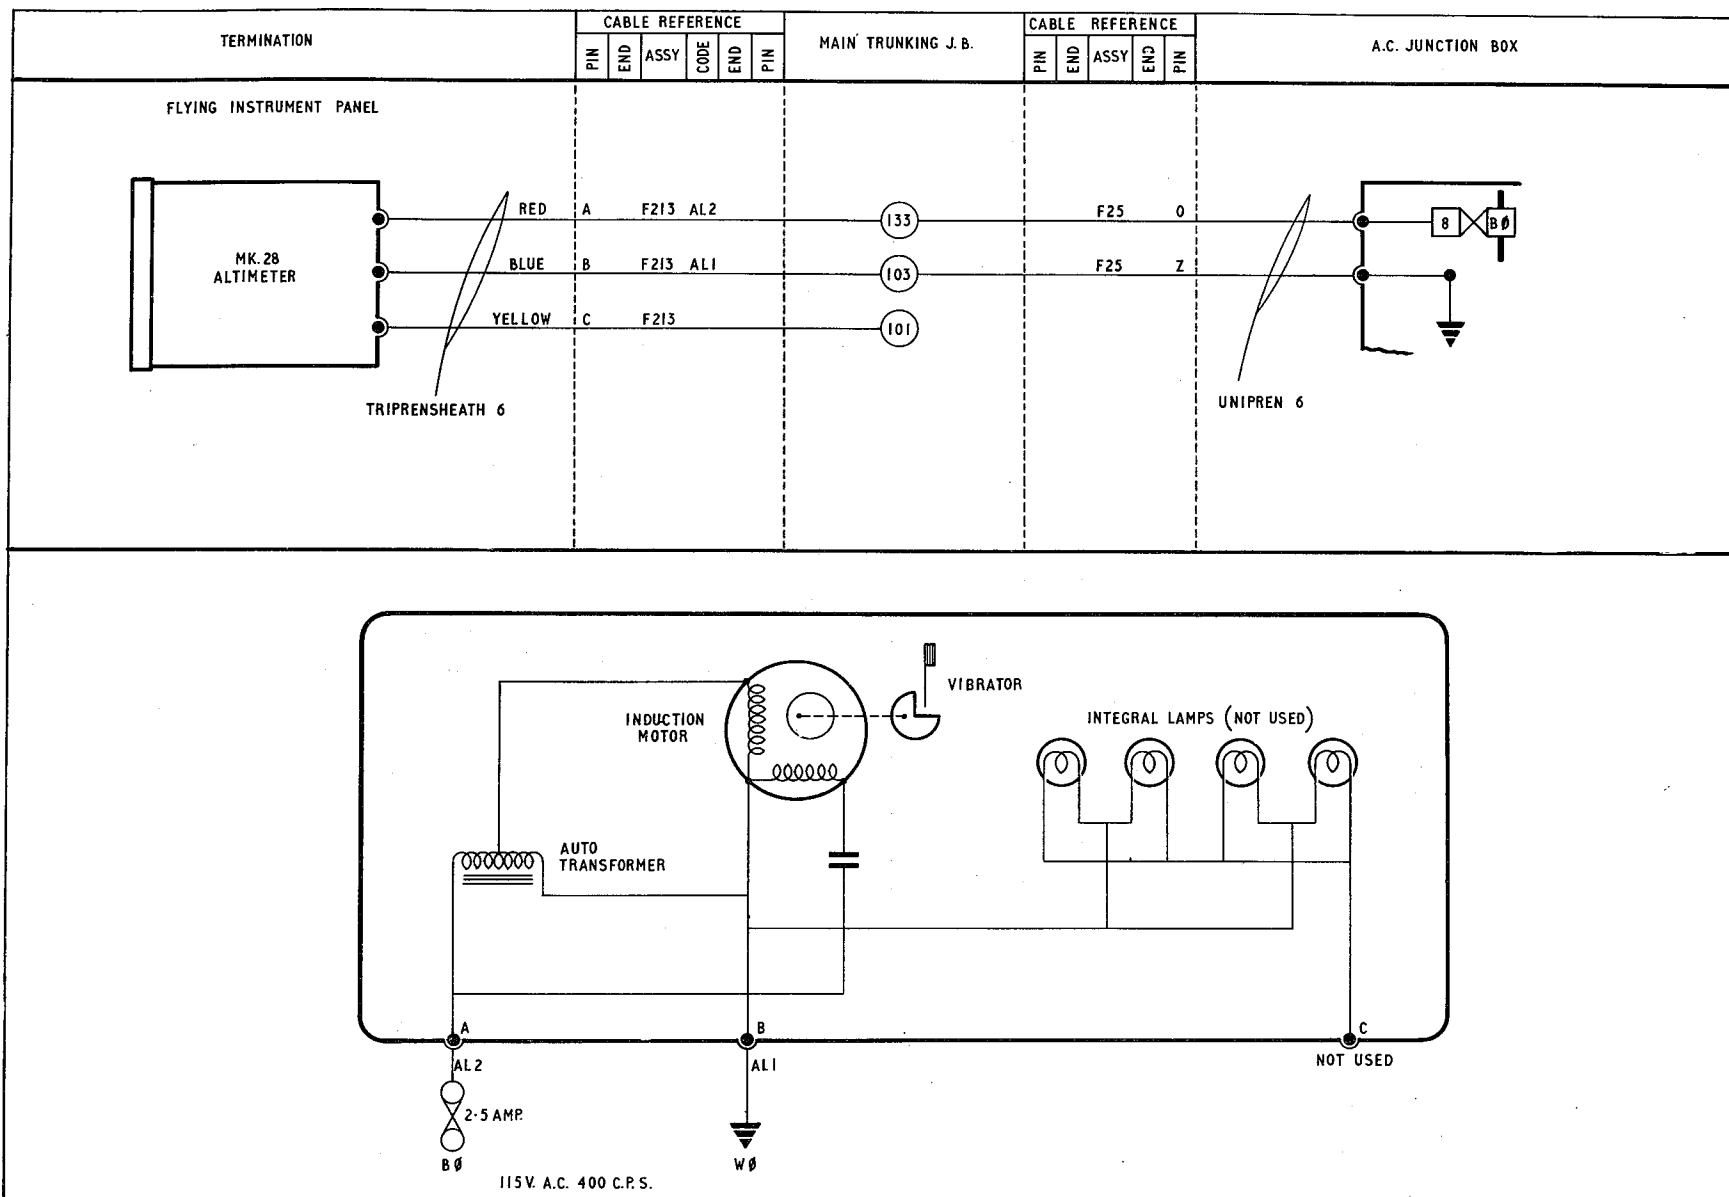 TERMINATION
CABLE REFERENCE
PIN
END
ASSY
CODE
END
PIN
MAIN TRUNKING J.B.
CABLE REFERENCE
PIN
END
ASSY
END
PIN
A.C. JUNCTION BOX
FLYING INSTRUMENT PANEL
MK.28
ALTIMETER
RED A F213 AL2 133 F25 O 8 BØ
BLUE B F213 AL1 103 F25 Z
YELLOW C F213 101
TRIPRENSHEATH 6
UNIPREN 6
INDUCTION
MOTOR
VIBRATOR
INTEGRAL LAMPS (NOT USED)
AUTO
TRANSFORMER
A
B
C
AL2
AL1
NOT USED
2·5 AMP.
BØ
WØ
115V. A.C. 400 C.P.S.